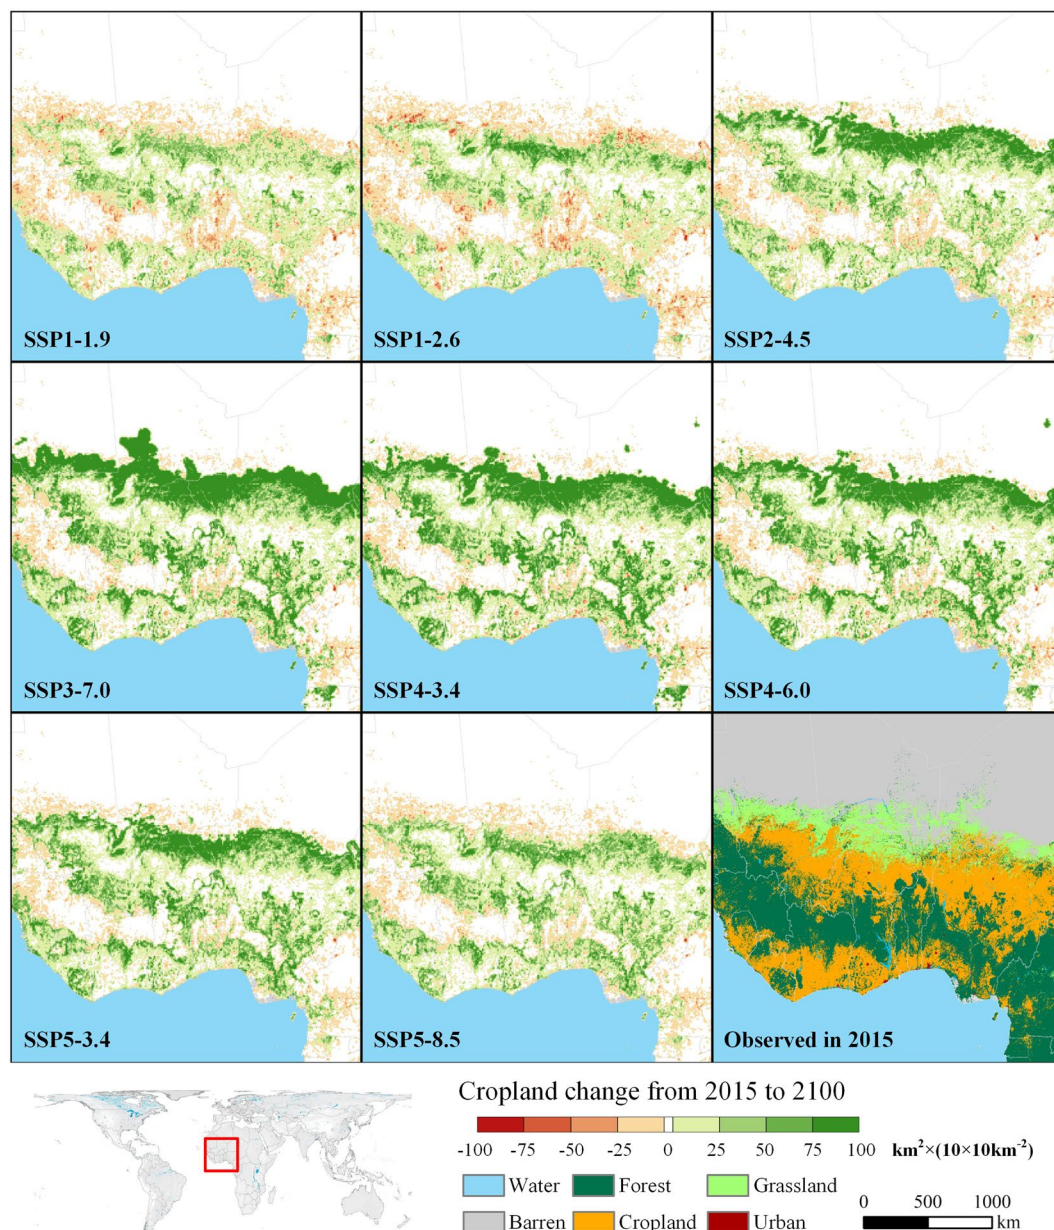 SSP1-1.9
SSP1-2.6
SSP2-4.5
SSP3-7.0
SSP4-3.4
SSP4-6.0
SSP5-3.4
SSP5-8.5
Observed in 2015
Cropland change from 2015 to 2100
-100 -75 -50 -25 0 25 50 75 100 km²×(10×10km⁻²)
Water Forest Grassland
Barren Cropland Urban
0 500 1000
km